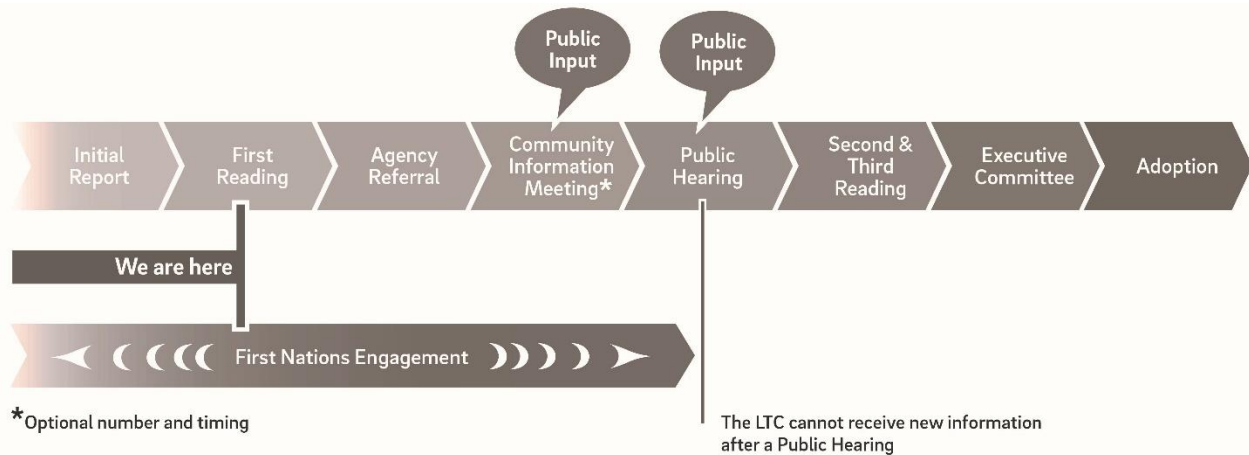 Public
Input
Public
Input
Initial
Report
First
Reading
Agency
Referral
Community
Information
Meeting*
Public
Hearing
Second &
Third
Reading
Executive
Committee
Adoption
We are here
First Nations Engagement
*Optional number and timing
The LTC cannot receive new information
after a Public Hearing